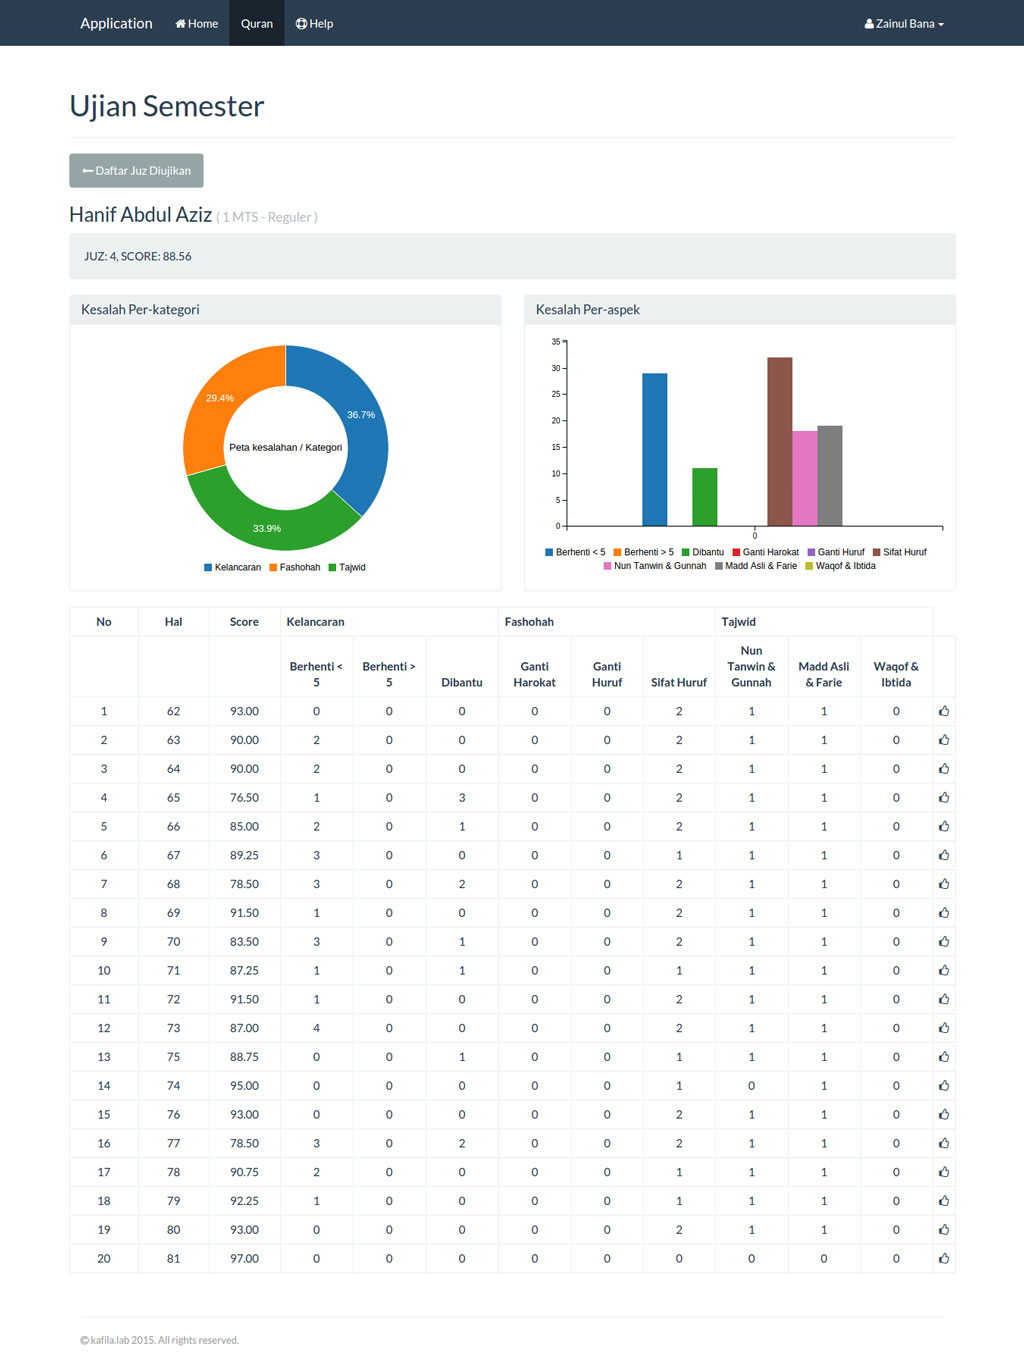 Application Home Quran Help Zainul Bana
Ujian Semester
Daftar Juz Diujikan
Hanif Abdul Aziz ( 1 MTS - Reguler )
JUZ: 4, SCORE: 88.56
Kesalah Per-kategori
29.4%
36.7%
Peta kesalahan / Kategori
33.9%
Kelancaran Fashohah Tajwid
Kesalah Per-aspek
35
30
25
20
15
10
5
0
0
Berhenti < 5 Berhenti > 5 Dibantu Ganti Harokat Ganti Huruf Sifat Huruf
Nun Tanwin & Gunnah Madd Asli & Farie Waqof & Ibtida
No Hal Score Kelancaran Fashohah Tajwid
Berhenti < 5 Berhenti > 5 Dibantu Ganti Harokat Ganti Huruf Sifat Huruf Nun Tanwin & Gunnah Madd Asli & Farie Waqof & Ibtida
1 62 93.00 0 0 0 0 0 2 1 1 0
2 63 90.00 2 0 0 0 0 2 1 1 0
3 64 90.00 2 0 0 0 0 2 1 1 0
4 65 76.50 1 0 3 0 0 2 1 1 0
5 66 85.00 2 0 1 0 0 2 1 1 0
6 67 89.25 3 0 0 0 0 1 1 1 0
7 68 78.50 3 0 2 0 0 2 1 1 0
8 69 91.50 1 0 0 0 0 2 1 1 0
9 70 83.50 3 0 1 0 0 2 1 1 0
10 71 87.25 1 0 1 0 0 1 1 1 0
11 72 91.50 1 0 0 0 0 2 1 1 0
12 73 87.00 4 0 0 0 0 2 1 1 0
13 75 88.75 0 0 1 0 0 1 1 1 0
14 74 95.00 0 0 0 0 0 1 0 1 0
15 76 93.00 0 0 0 0 0 2 1 1 0
16 77 78.50 3 0 2 0 0 2 1 1 0
17 78 90.75 2 0 0 0 0 1 1 1 0
18 79 92.25 1 0 0 0 0 1 1 1 0
19 80 93.00 0 0 0 0 0 2 1 1 0
20 81 97.00 0 0 0 0 0 0 0 0 0
© kafila.lab 2015. All rights reserved.